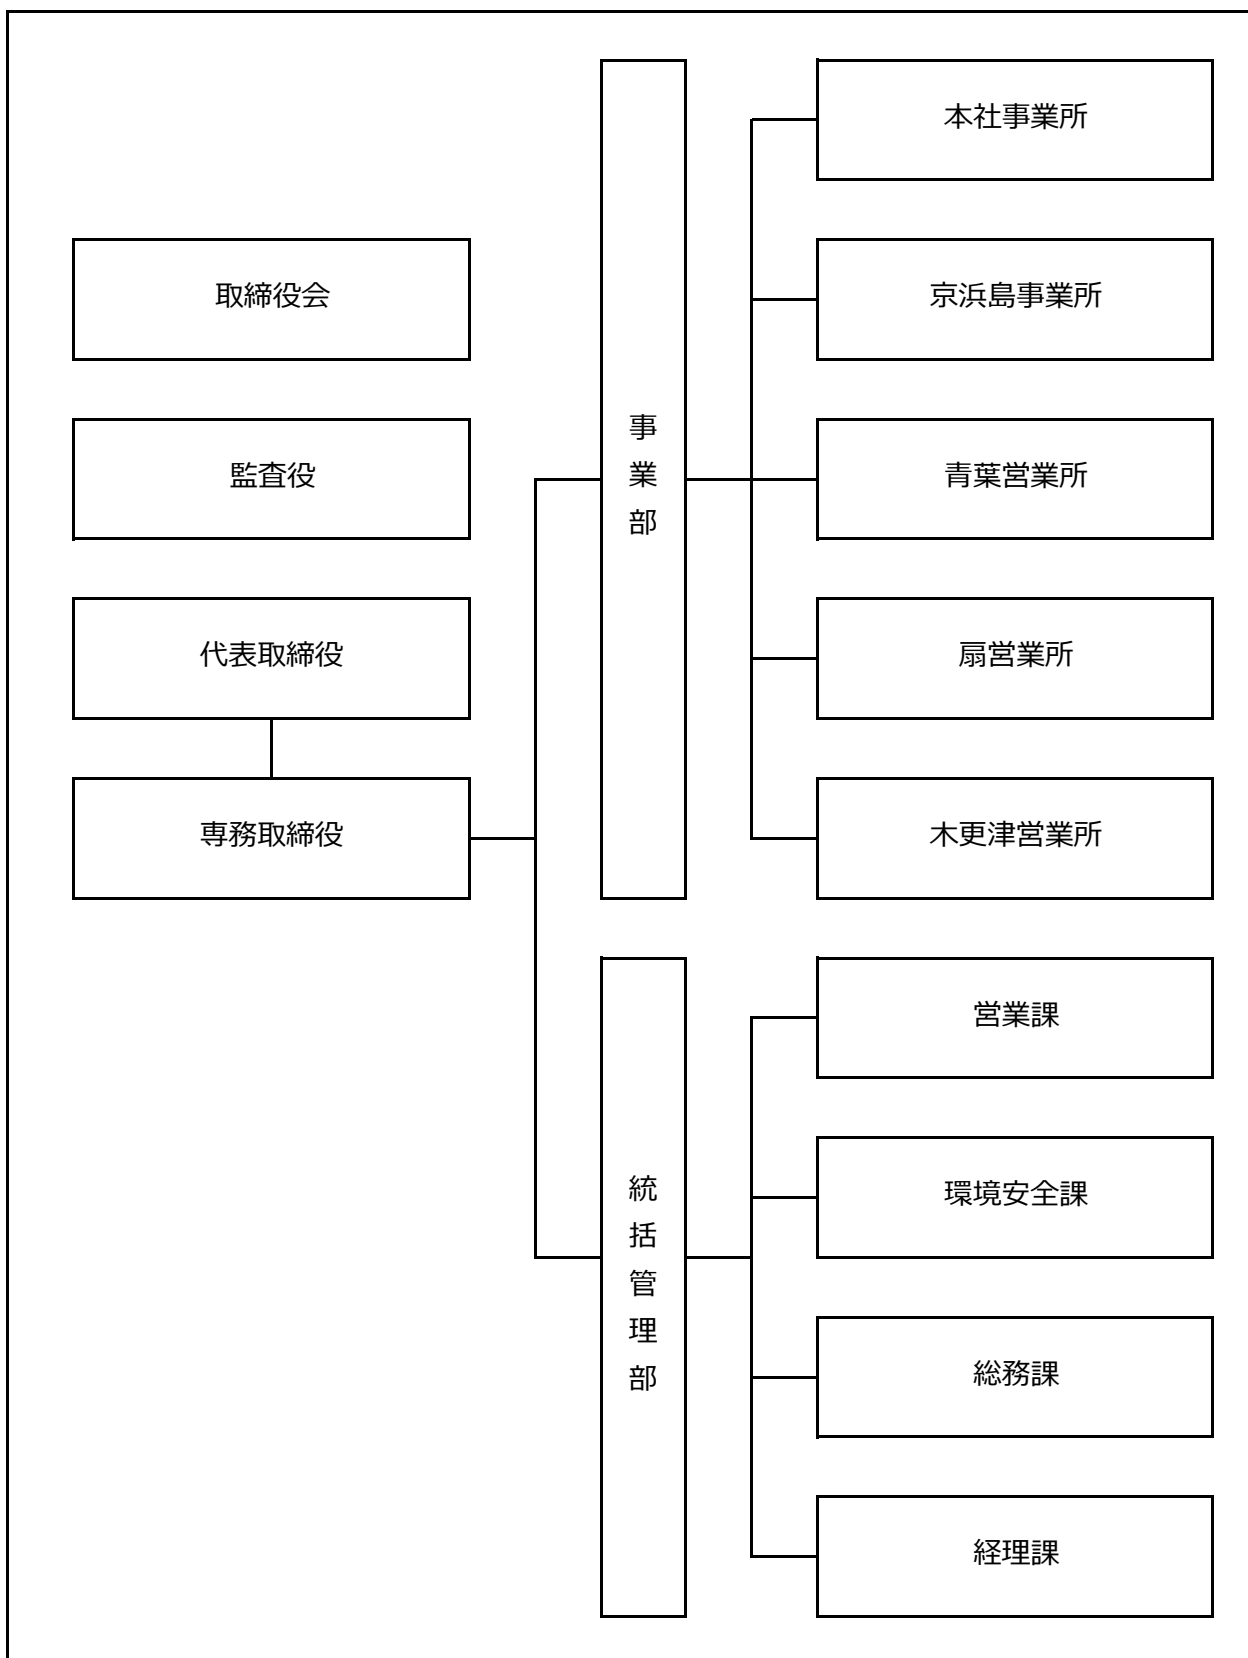 取締役会
監査役
代表取締役
専務取締役
事業部
本社事業所
京浜島事業所
青葉営業所
扇営業所
木更津営業所
統括管理部
営業課
環境安全課
総務課
経理課